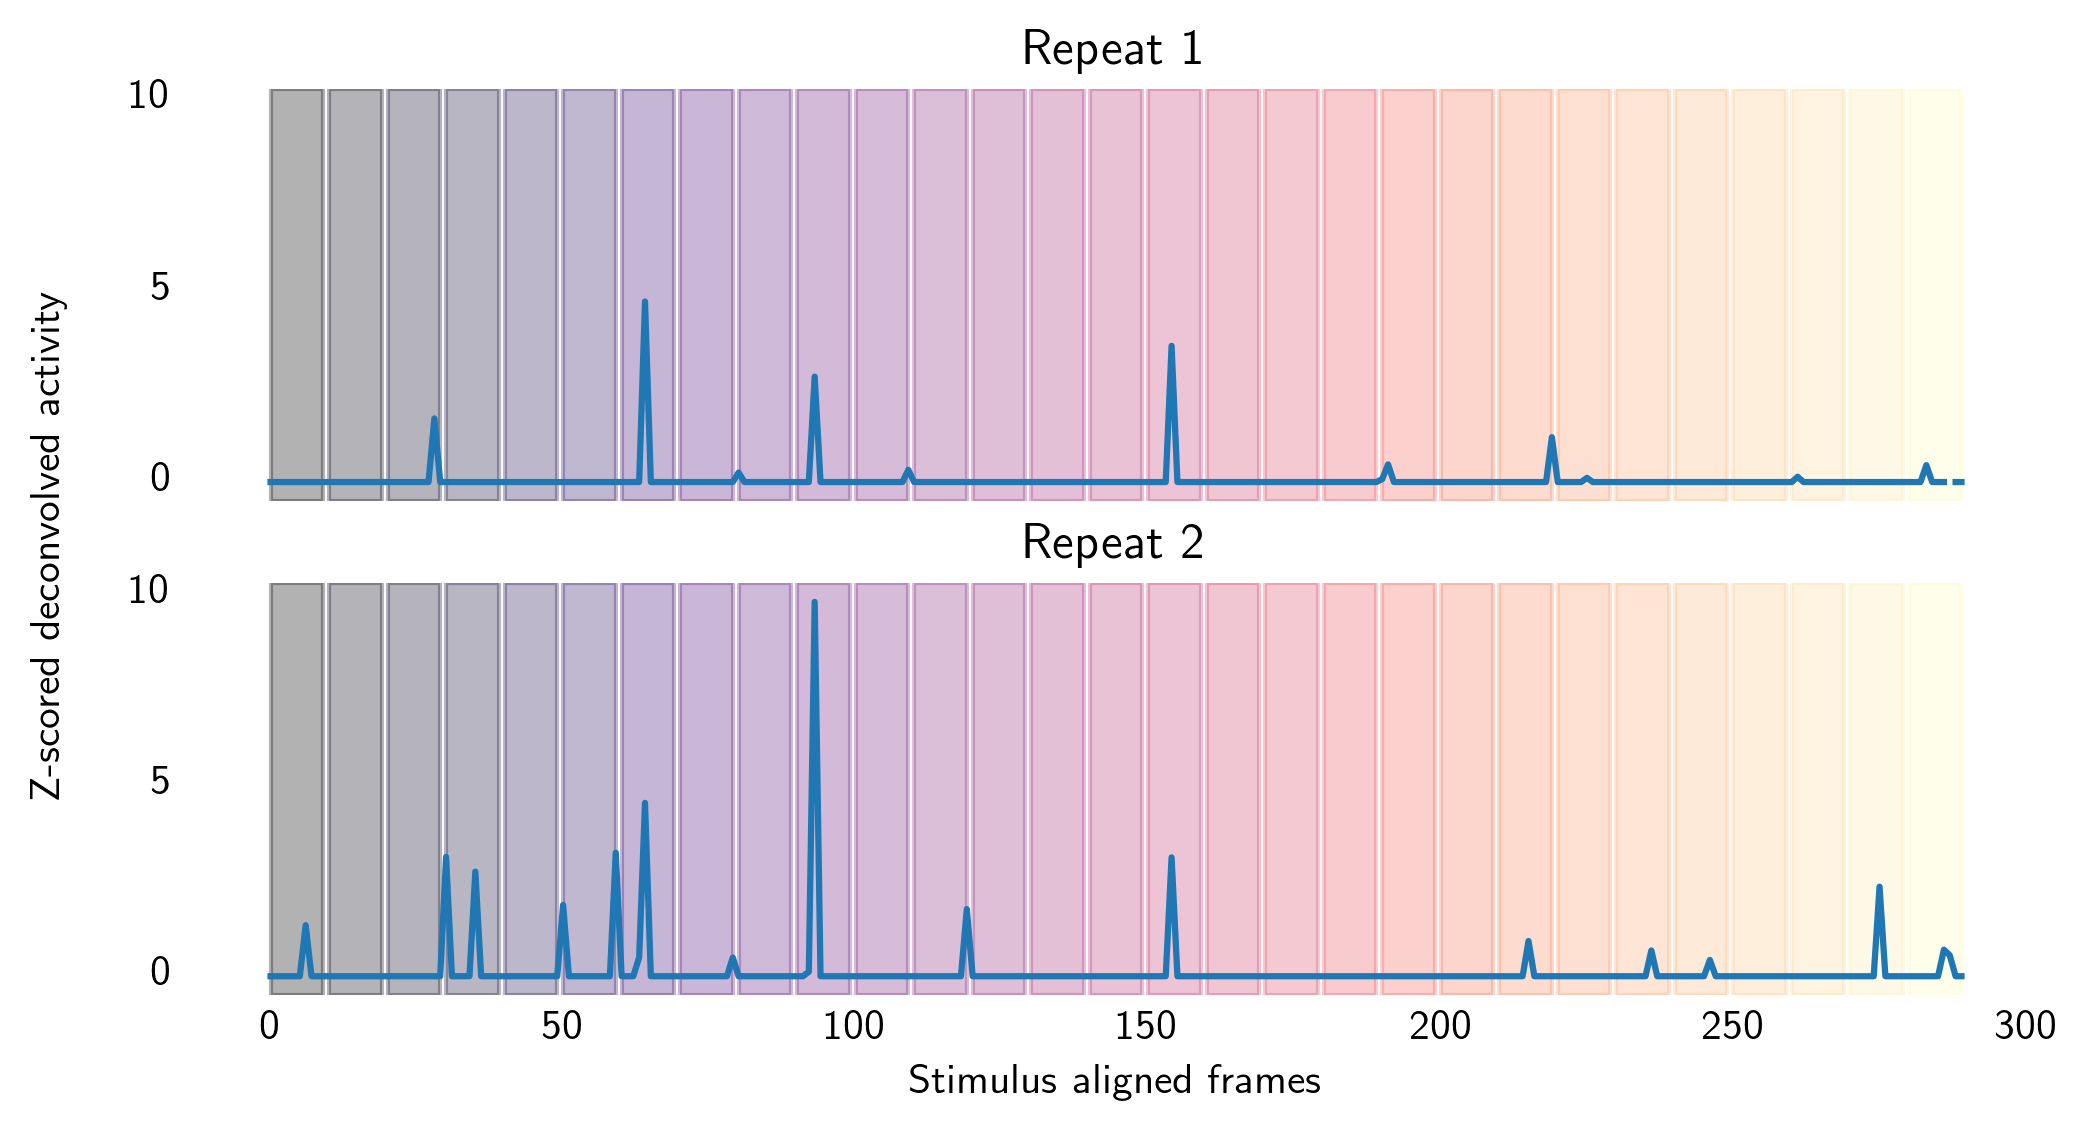 Repeat 1
10
5
0
Repeat 2
10
5
0
Z-scored deconvolved activity
0 50 100 150 200 250 300
Stimulus aligned frames